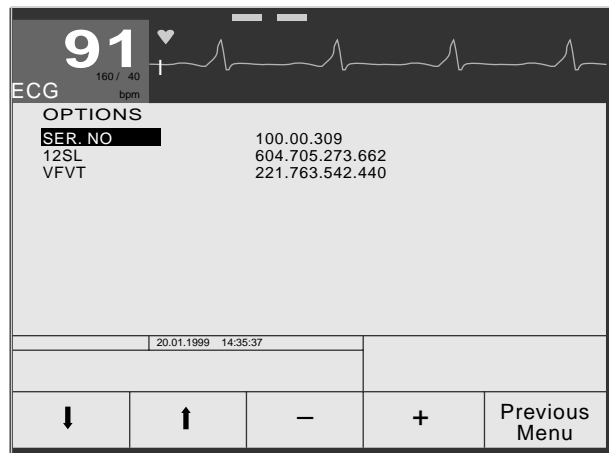 91
160 / 40
ECG bpm
OPTIONS
SER. NO 100.00.309
12SL 604.705.273.662
VFVT 221.763.542.440
20.01.1999 14:35:37
− +
Previous
Menu